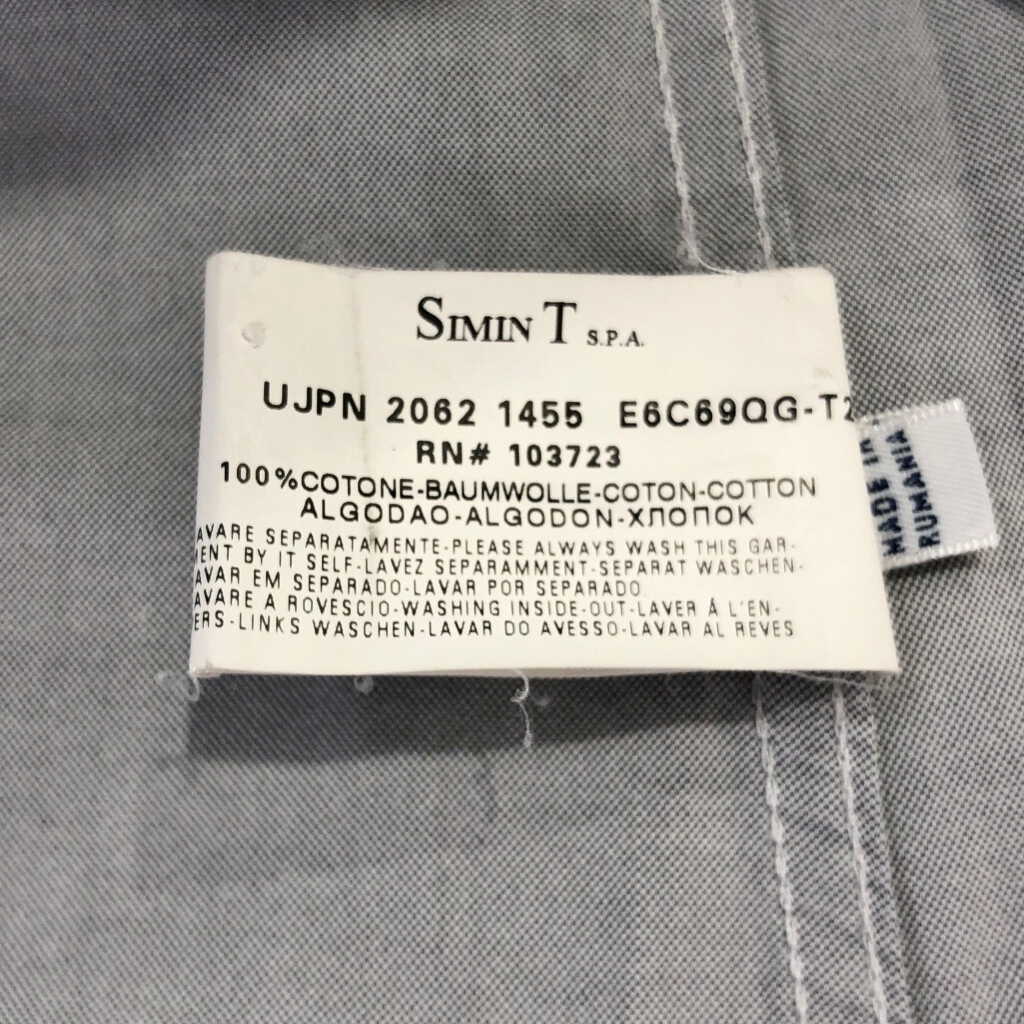 SIMIN T S.P.A.
UJPN 2062 1455 E6C69QG-T2
RN# 103723
100%COTONE-BAUMWOLLE-COTON-COTTON
ALGODAO-ALGODON-ХЛОПОК
AVARE SEPARATAMENTE-PLEASE ALWAYS WASH THIS GAR-
ENT BY IT SELF-LAVEZ SEPARAMMENT-SEPARAT WASCHEN-
AVAR EM SEPARADO-LAVAR POR SEPARADO
AVARE A ROVESCIO-WASHING INSIDE-OUT-LAVER Á L'EN-
ERS-LINKS WASCHEN-LAVAR DO AVESSO-LAVAR AL REVES
MADE IN
RUMANIA